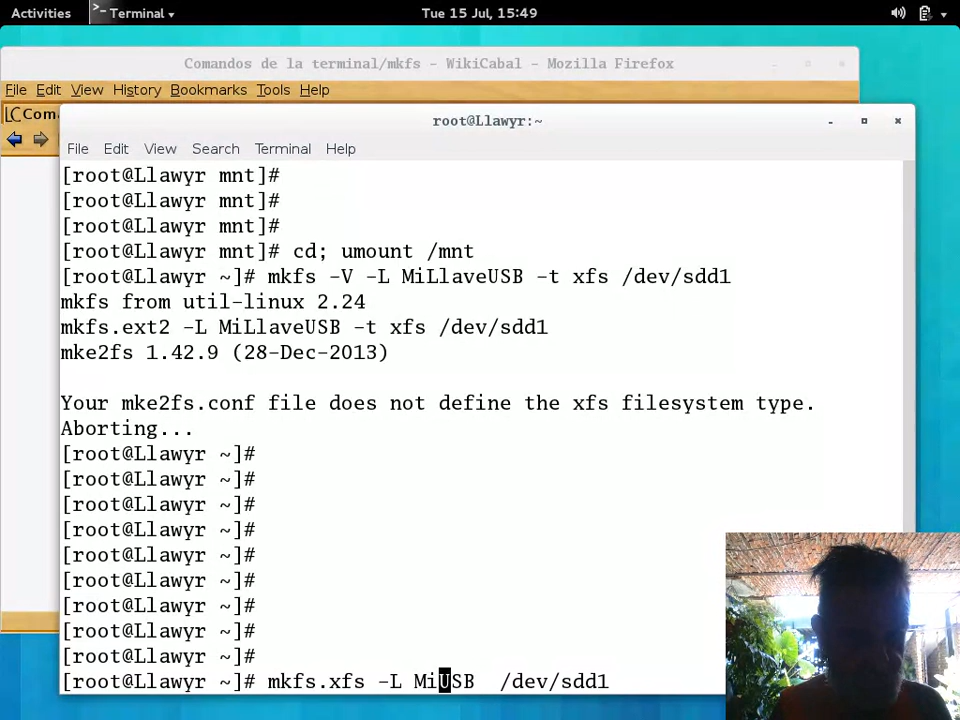 Activities >_ Terminal Tue 15 Jul, 15:49
Comandos de la terminal/mkfs - WikiCabal - Mozilla Firefox
File Edit View History Bookmarks Tools Help
Com
root@Llawyr:~
File Edit View Search Terminal Help
[root@Llawyr mnt]#
[root@Llawyr mnt]#
[root@Llawyr mnt]#
[root@Llawyr mnt]# cd; umount /mnt
[root@Llawyr ~]# mkfs -V -L MiLlaveUSB -t xfs /dev/sdd1
mkfs from util-linux 2.24
mkfs.ext2 -L MiLlaveUSB -t xfs /dev/sdd1
mke2fs 1.42.9 (28-Dec-2013)
Your mke2fs.conf file does not define the xfs filesystem type.
Aborting...
[root@Llawyr ~]#
[root@Llawyr ~]#
[root@Llawyr ~]#
[root@Llawyr ~]#
[root@Llawyr ~]#
[root@Llawyr ~]#
[root@Llawyr ~]#
[root@Llawyr ~]#
[root@Llawyr ~]#
[root@Llawyr ~]# mkfs.xfs -L MiUSB  /dev/sdd1